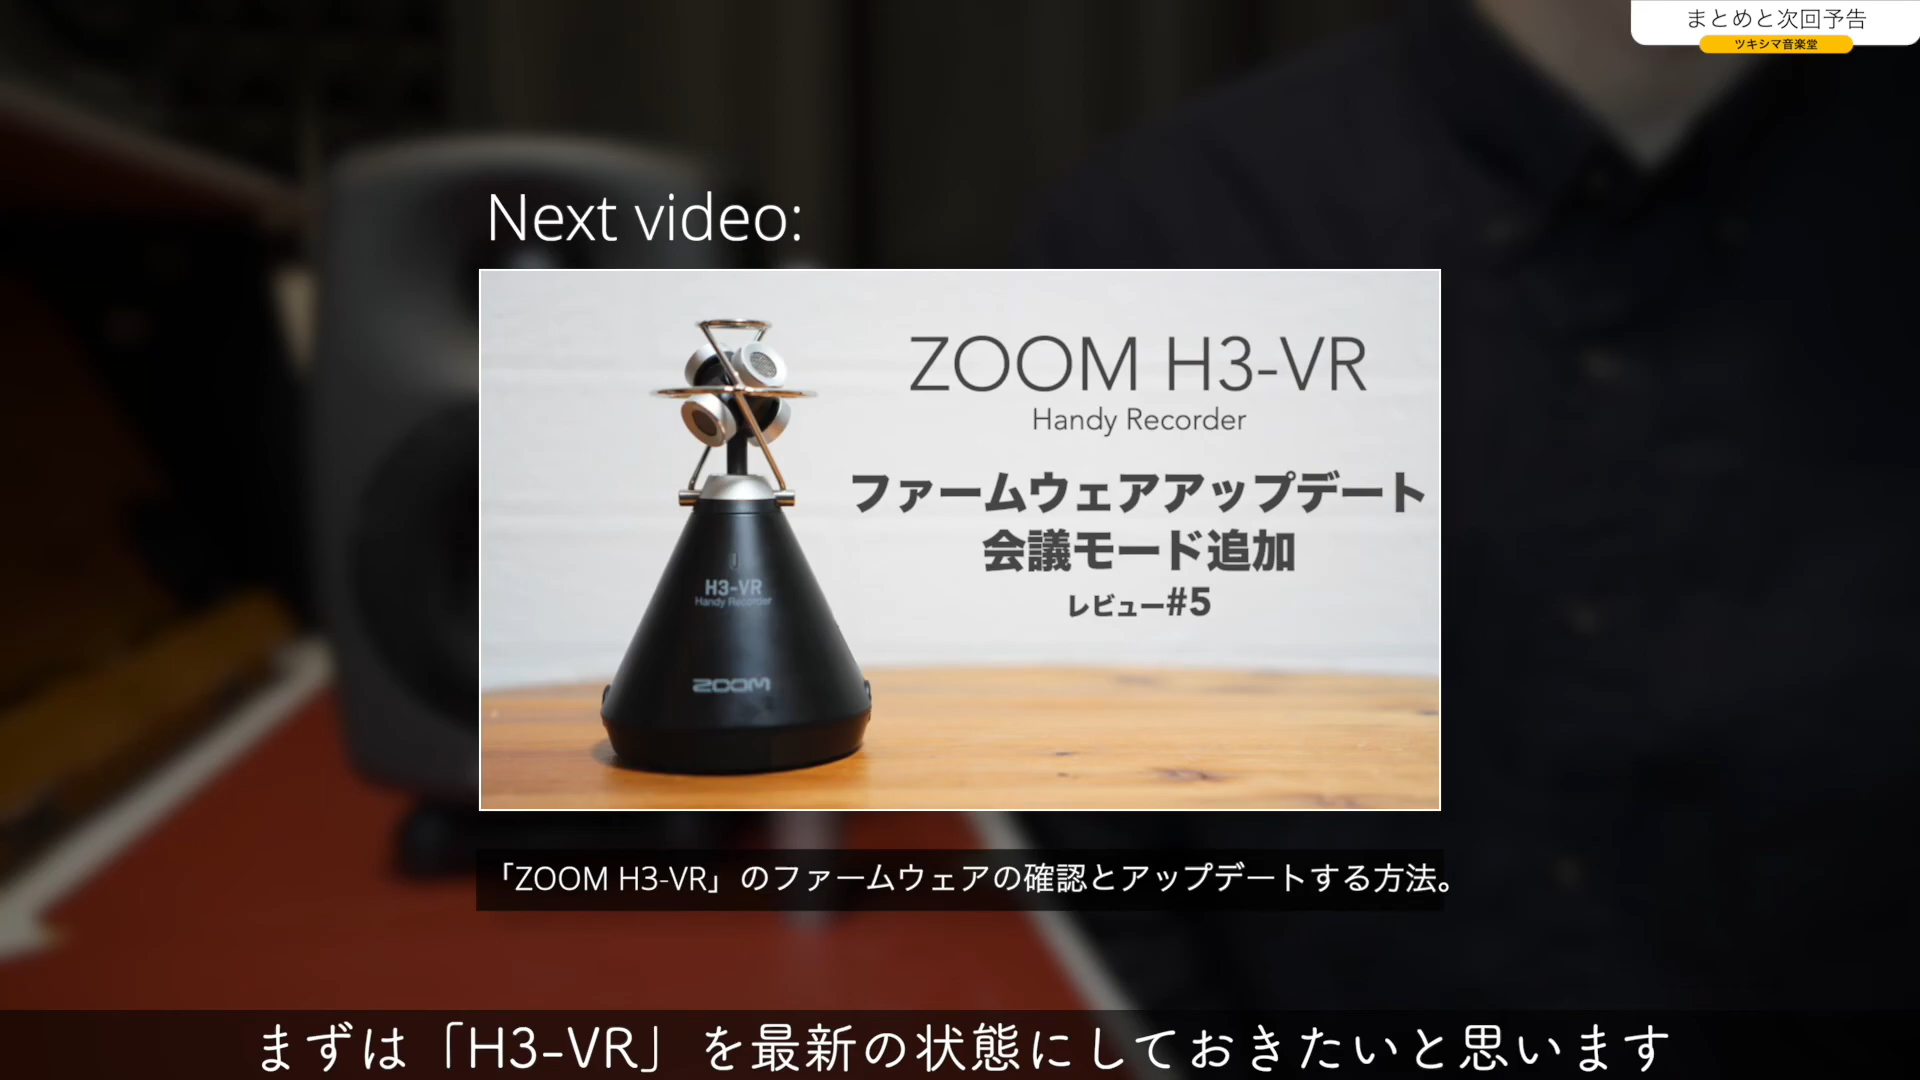 まとめと次回予告
ツキシマ音楽堂
Next video:
ZOOM H3-VR
Handy Recorder
ファームウェアアップデート
会議モード追加
レビュー#5
H3-VR
Handy Recorder
ZOOM
「ZOOM H3-VR」のファームウェアの確認とアップデートする方法。
まずは「H3-VR」を最新の状態にしておきたいと思います